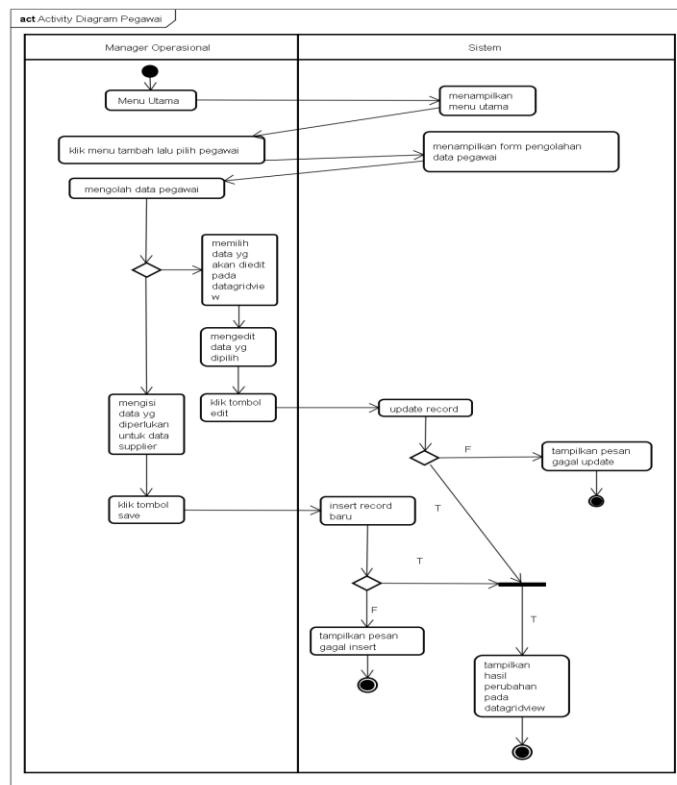 act Activity Diagram Pegawai
Manager Operasional
Sistem
Menu Utama
menampilkan
menu utama
klik menu tambah lalu pilih pegawai
menampilkan form pengolahan
data pegawai
mengolah data pegawai
memilih
data yg
akan diedit
pada
datagridvie
w
mengedit
data yg
dipilih
klik tombol
edit
update record
F
tampilkan pesan
gagal update
T
mengisi
data yg
diperlukan
untuk data
supplier
klik tombol
save
insert record
baru
T
F
tampilkan pesan
gagal insert
T
tampilkan
hasil
perubahan
pada
datagridview